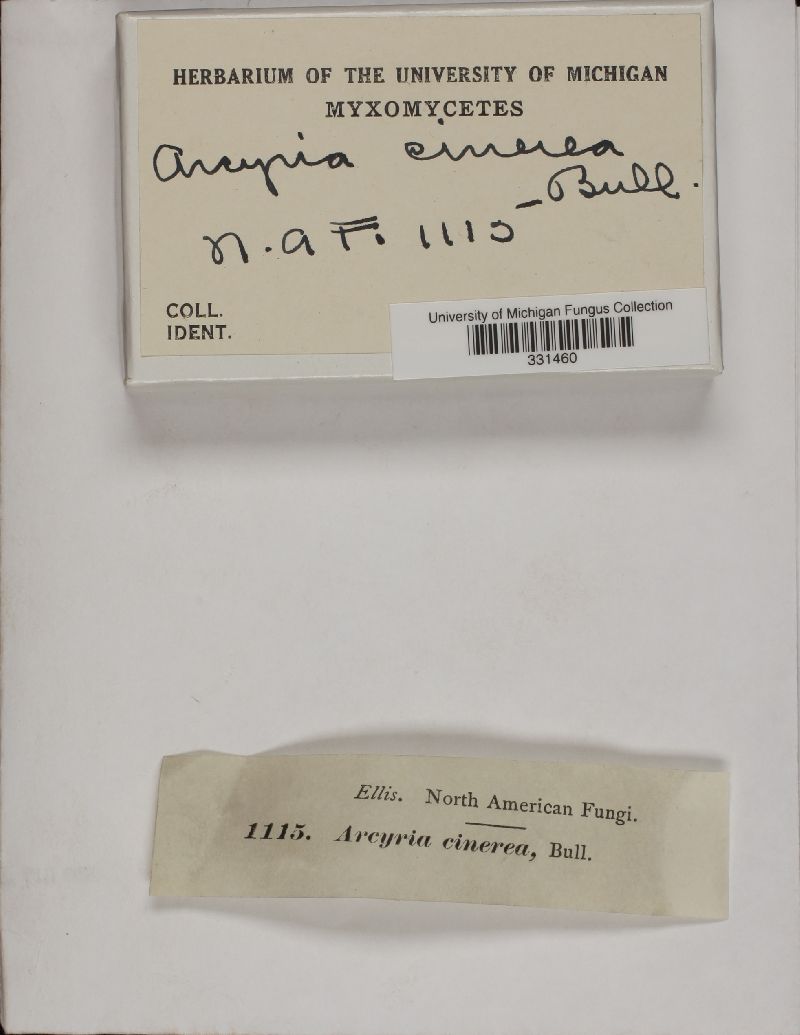 HERBARIUM OF THE UNIVERSITY OF MICHIGAN
MYXOMYCETES
Arcyria cinerea
Bull.
N. A F. 1115
COLL.
IDENT.
University of Michigan Fungus Collection
331460
Ellis. North American Fungi.
1115. Arcyria cinerea, Bull.